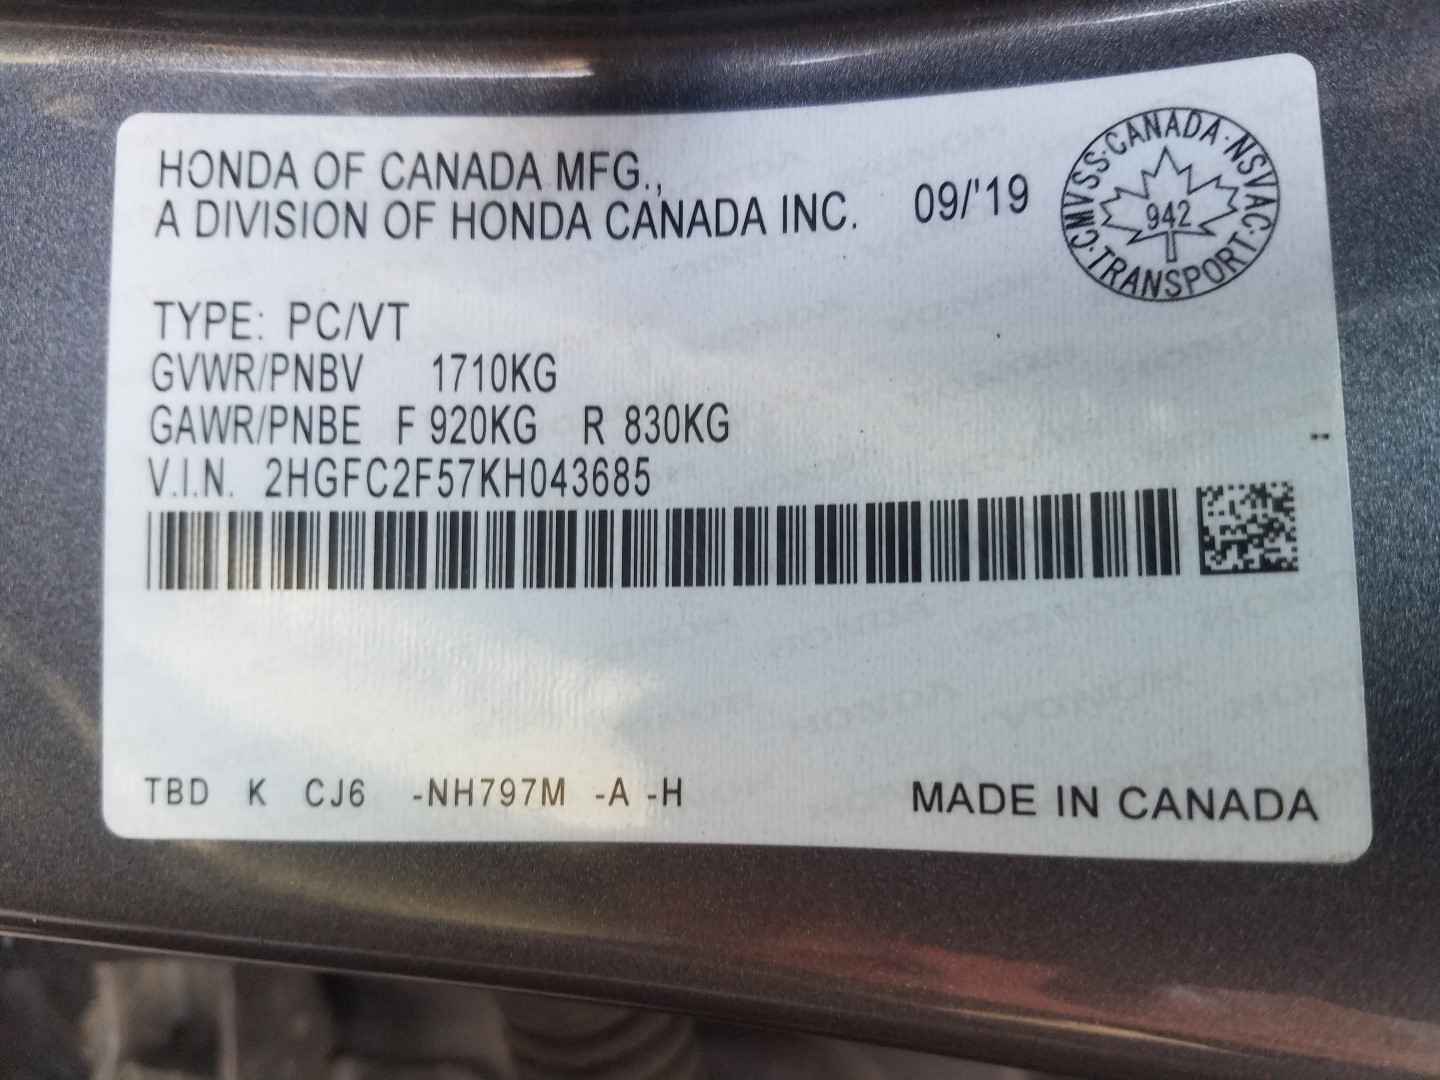 HONDA OF CANADA MFG.,
A DIVISION OF HONDA CANADA INC.
09/'19
CMVSS·CANADA·NSVAC·TRANSPORT·
942
TYPE: PC/VT
GVWR/PNBV 1710KG
GAWR/PNBE F 920KG R 830KG
V.I.N. 2HGFC2F57KH043685
TBD K CJ6 -NH797M -A -H
MADE IN CANADA